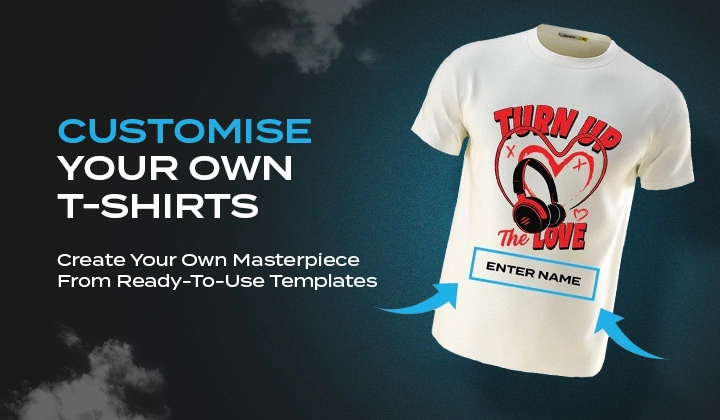 CUSTOMISE
YOUR OWN
T-SHIRTS
Create Your Own Masterpiece
From Ready-To-Use Templates
TURN UP
The LOVE
ENTER NAME